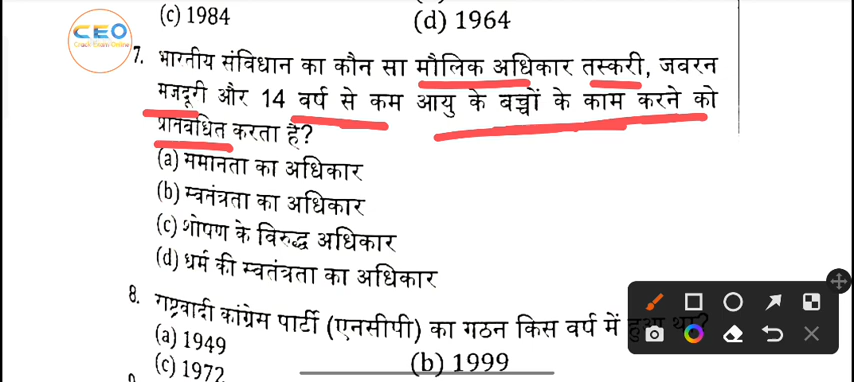 (c) 1984
(d) 1964
CEO
Crack Exam Online
7. भारतीय संविधान का कौन सा मौलिक अधिकार तस्करी, जबरन
मजदूरी और 14 वर्ष से कम आयु के बच्चों के काम करने को
प्रतिबंधित करता है?
(a) समानता का अधिकार
(b) स्वतंत्रता का अधिकार
(c) शोषण के विरुद्ध अधिकार
(d) धर्म की स्वतंत्रता का अधिकार
8. राष्ट्रवादी कांग्रेस पार्टी (एनसीपी) का गठन किस वर्ष में हुआ था?
(a) 1949
(b) 1999
(c) 1972